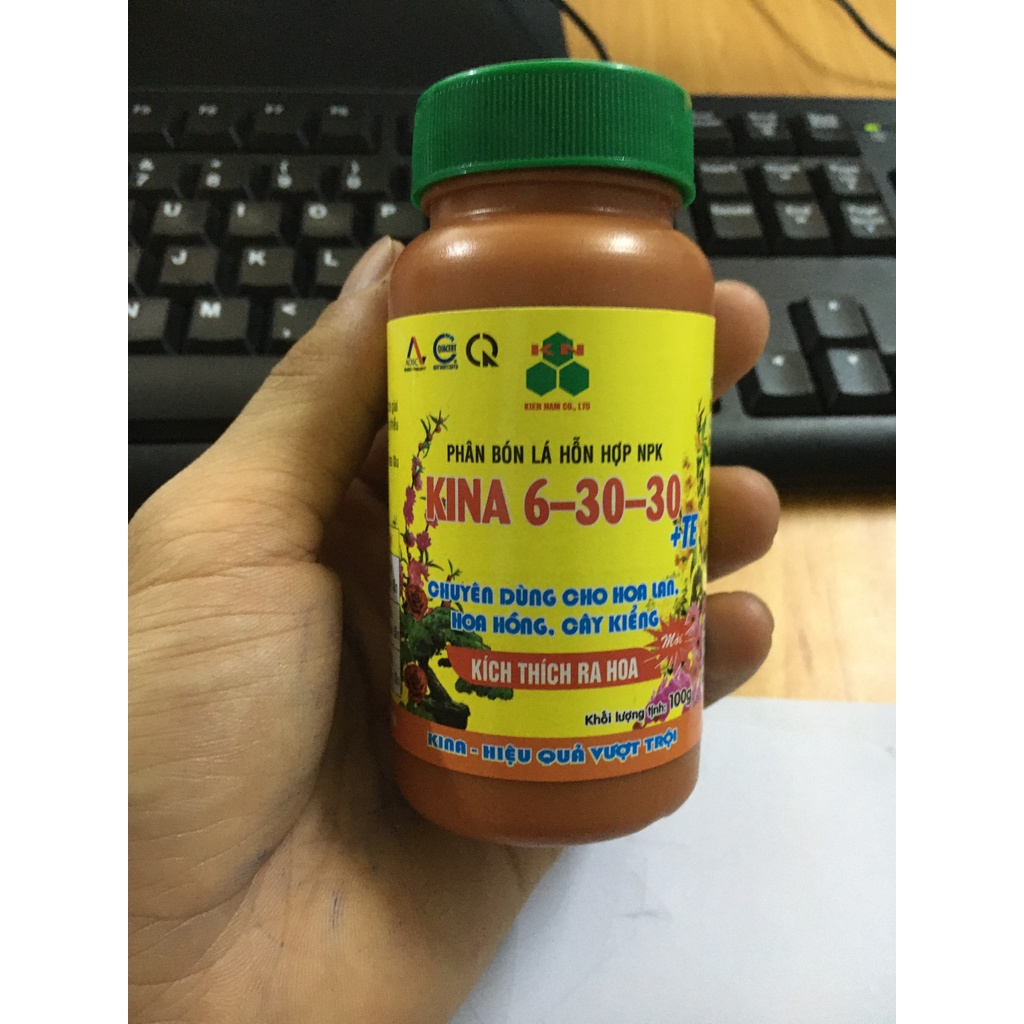 KN
KIEN NAM CO., LTD
PHÂN BÓN LÁ HỖN HỢP NPK
KINA 6–30–30
+TE
CHUYÊN DÙNG CHO HOA LAN,
HOA HỒNG, CÂY KIỂNG
Mới
KÍCH THÍCH RA HOA
Khối lượng tịnh: 100g
KINA - HIỆU QUẢ VƯỢT TRỘI
U I O P
J K L
N M